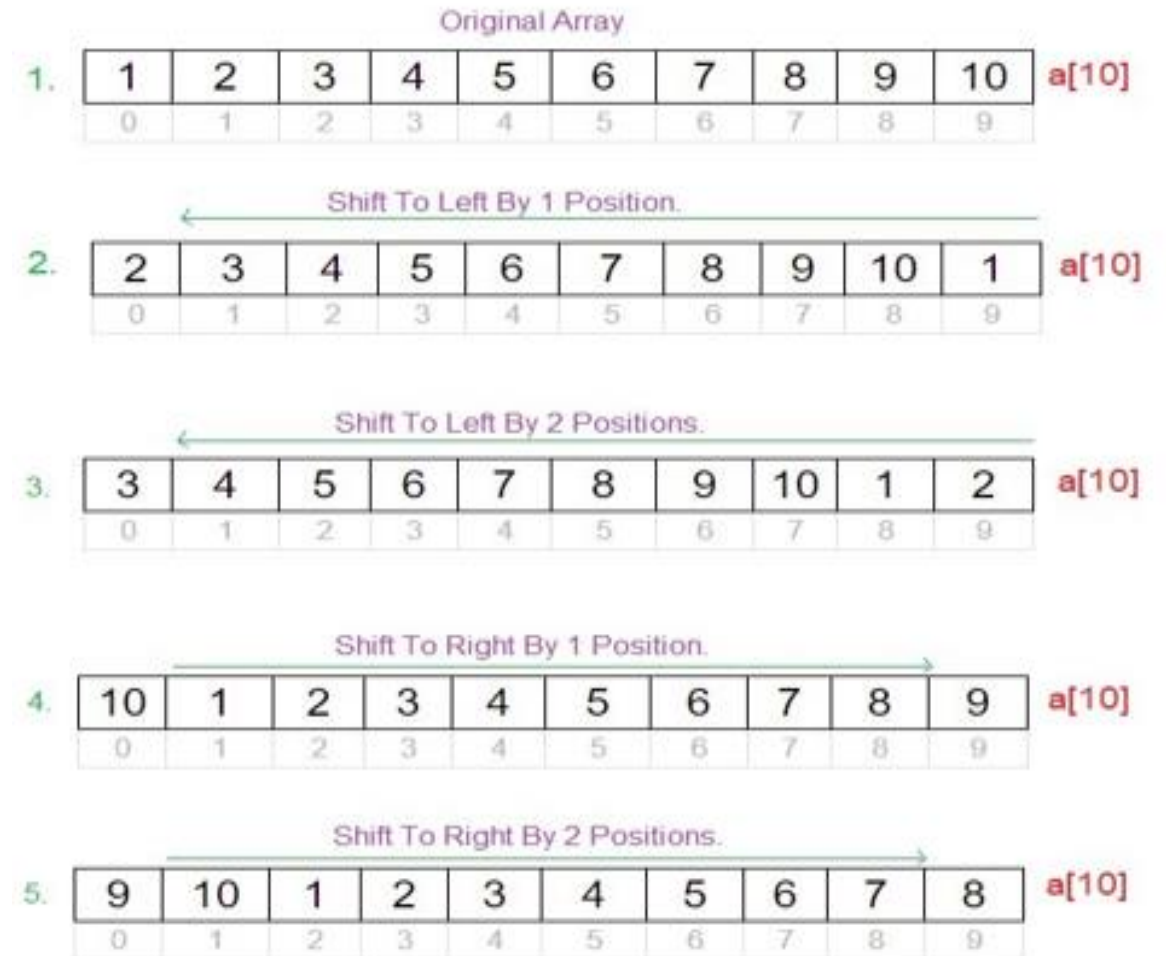 Original Array
1. 1 2 3 4 5 6 7 8 9 10 a[10]
0 1 2 3 4 5 6 7 8 9
Shift To Left By 1 Position.
2. 2 3 4 5 6 7 8 9 10 1 a[10]
0 1 2 3 4 5 6 7 8 9
Shift To Left By 2 Positions.
3. 3 4 5 6 7 8 9 10 1 2 a[10]
0 1 2 3 4 5 6 7 8 9
Shift To Right By 1 Position.
4. 10 1 2 3 4 5 6 7 8 9 a[10]
0 1 2 3 4 5 6 7 8 9
Shift To Right By 2 Positions.
5. 9 10 1 2 3 4 5 6 7 8 a[10]
0 1 2 3 4 5 6 7 8 9